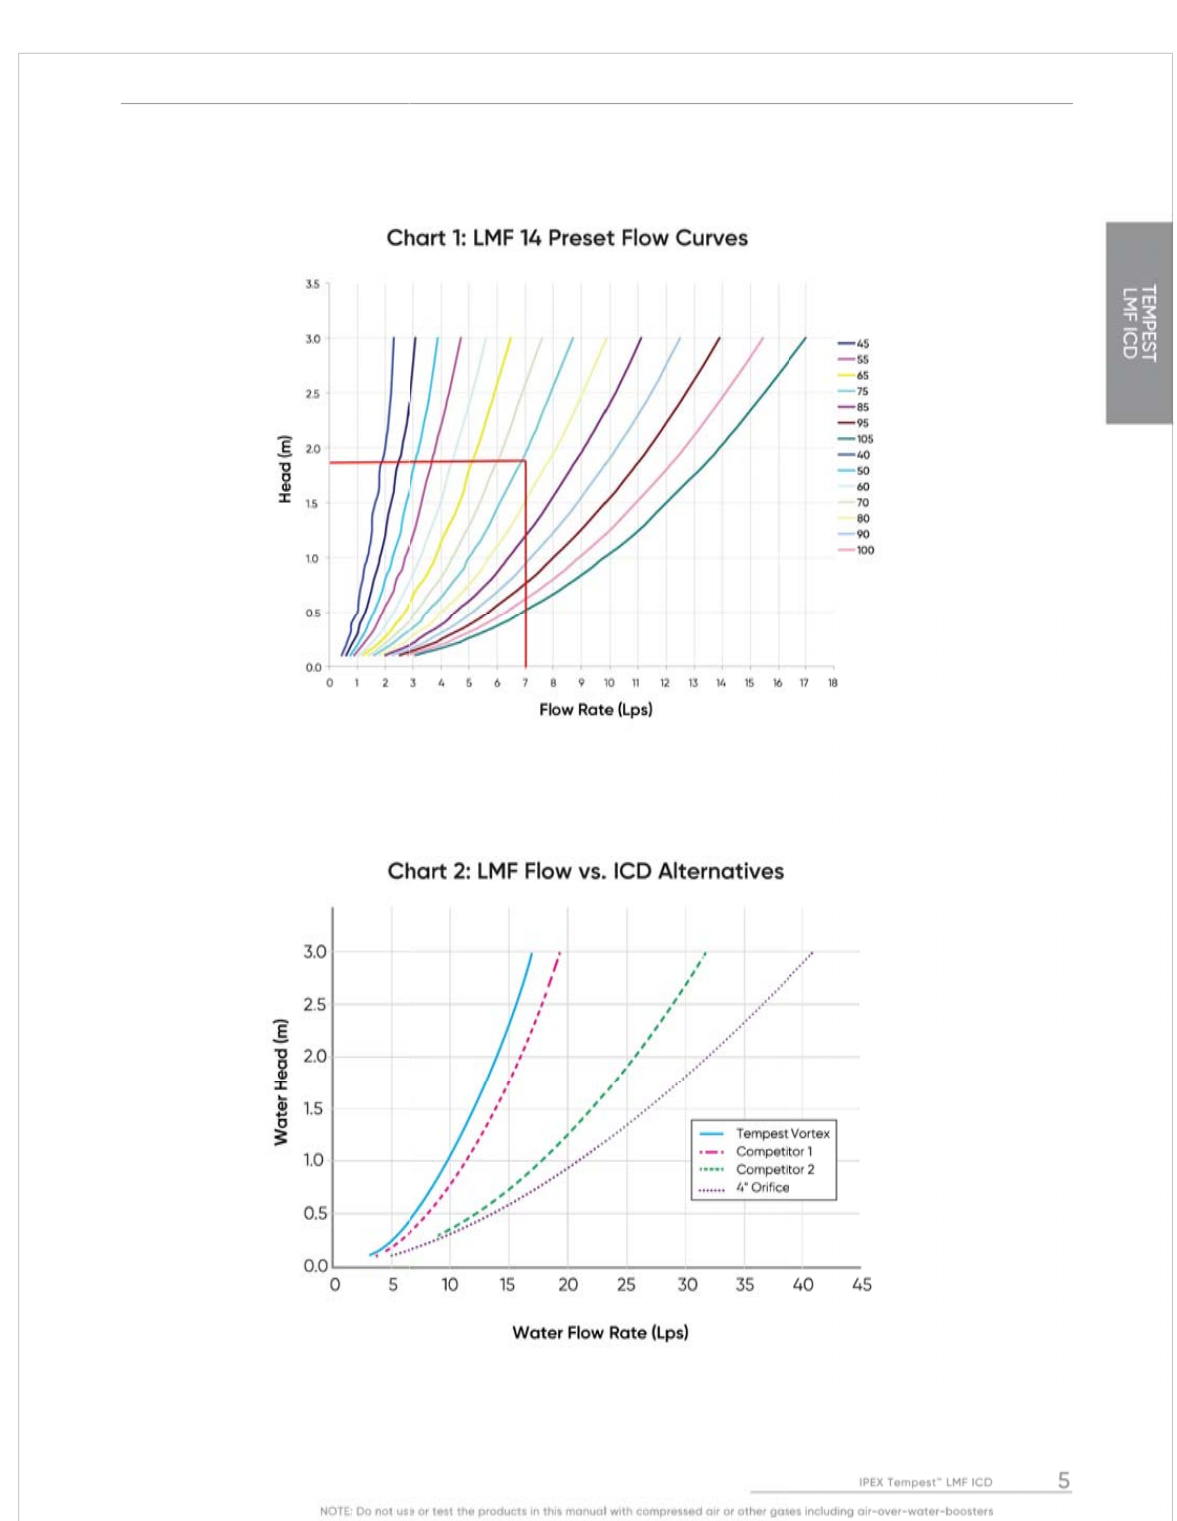 TEMPEST
LMF ICD
Chart 1: LMF 14 Preset Flow Curves
3.5
3.0
2.5
2.0
1.5
1.0
0.5
0.0
Head (m)
0 1 2 3 4 5 6 7 8 9 10 11 12 13 14 15 16 17 18
Flow Rate (Lps)
45
55
65
75
85
95
105
40
50
60
70
80
90
100
Chart 2: LMF Flow vs. ICD Alternatives
3.0
2.5
2.0
1.5
1.0
0.5
0.0
Water Head (m)
0 5 10 15 20 25 30 35 40 45
Water Flow Rate (Lps)
Tempest Vortex
Competitor 1
Competitor 2
4" Orifice
IPEX Tempest™ LMF ICD 5
NOTE: Do not use or test the products in this manual with compressed air or other gases including air-over-water-boosters